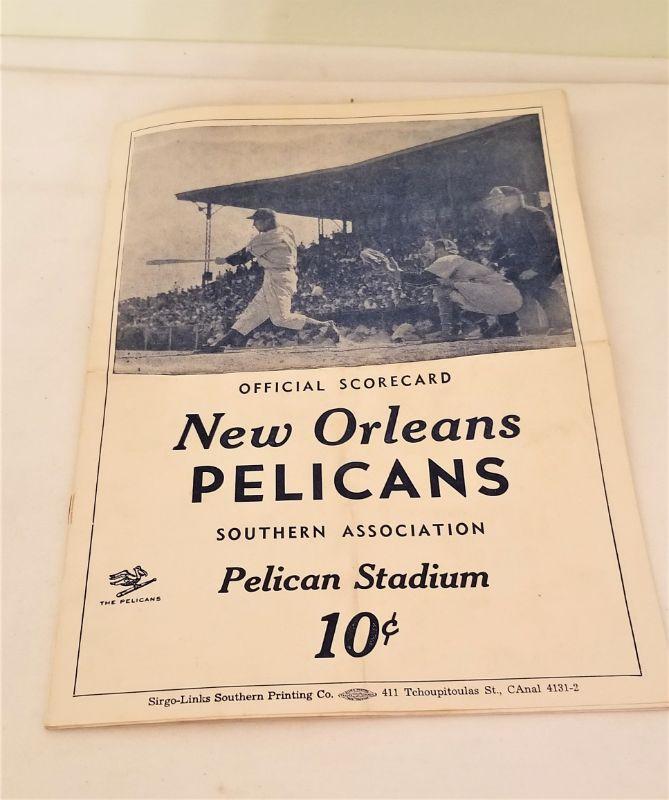 OFFICIAL SCORECARD
New Orleans
PELICANS
SOUTHERN ASSOCIATION
Pelican Stadium
THE PELICANS
10¢
Sirgo-Links Southern Printing Co. 411 Tchoupitoulas St., CAnal 4131-2